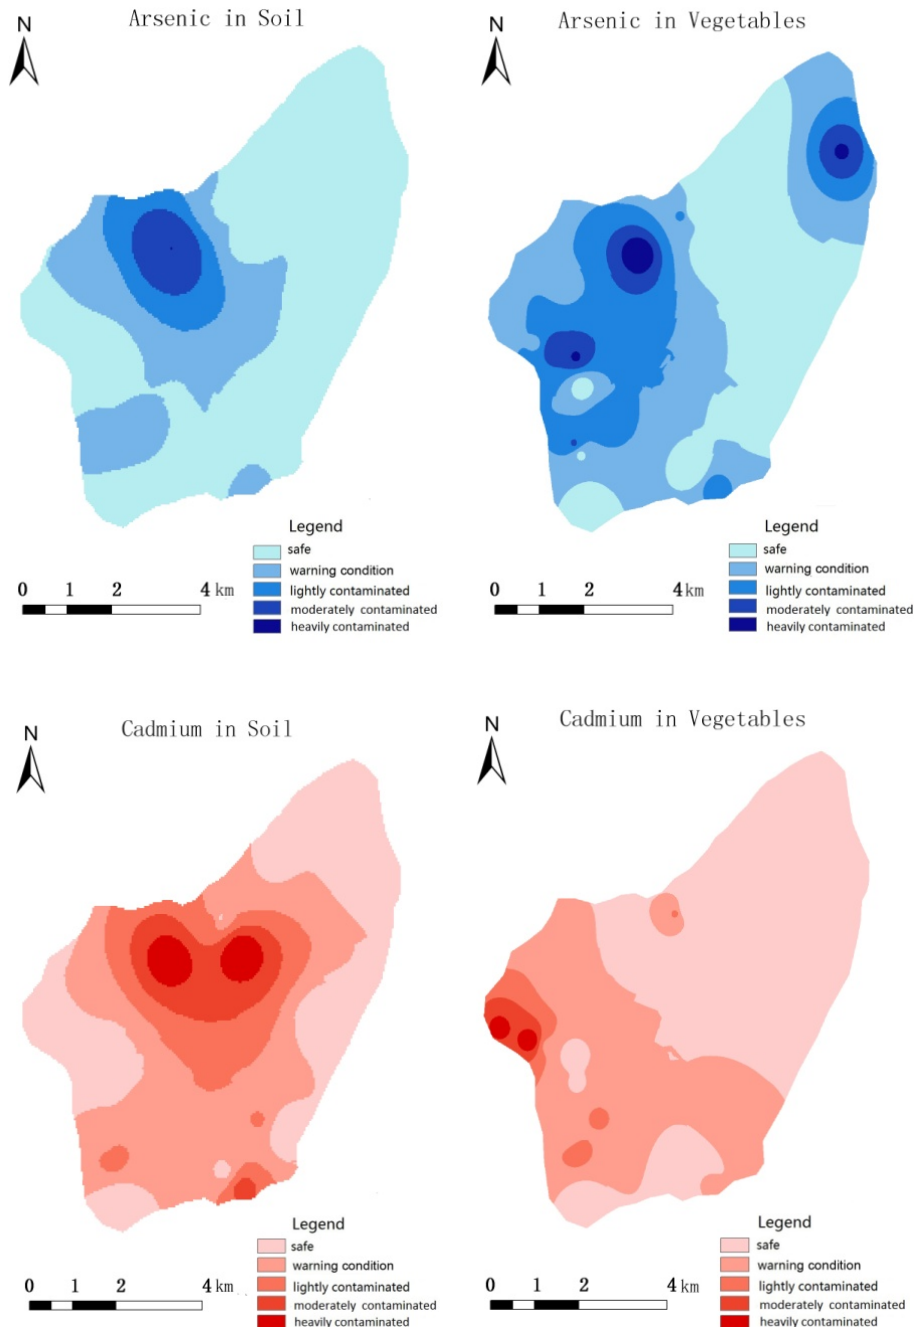 Arsenic in Soil
N
Legend
safe
warning condition
lightly contaminated
moderately contaminated
heavily contaminated
0 1 2 4 km
Arsenic in Vegetables
N
Legend
safe
warning condition
lightly contaminated
moderately contaminated
heavily contaminated
0 1 2 4 km
Cadmium in Soil
N
Legend
safe
warning condition
lightly contaminated
moderately contaminated
heavily contaminated
0 1 2 4 km
Cadmium in Vegetables
N
Legend
safe
warning condition
lightly contaminated
moderately contaminated
heavily contaminated
0 1 2 4 km